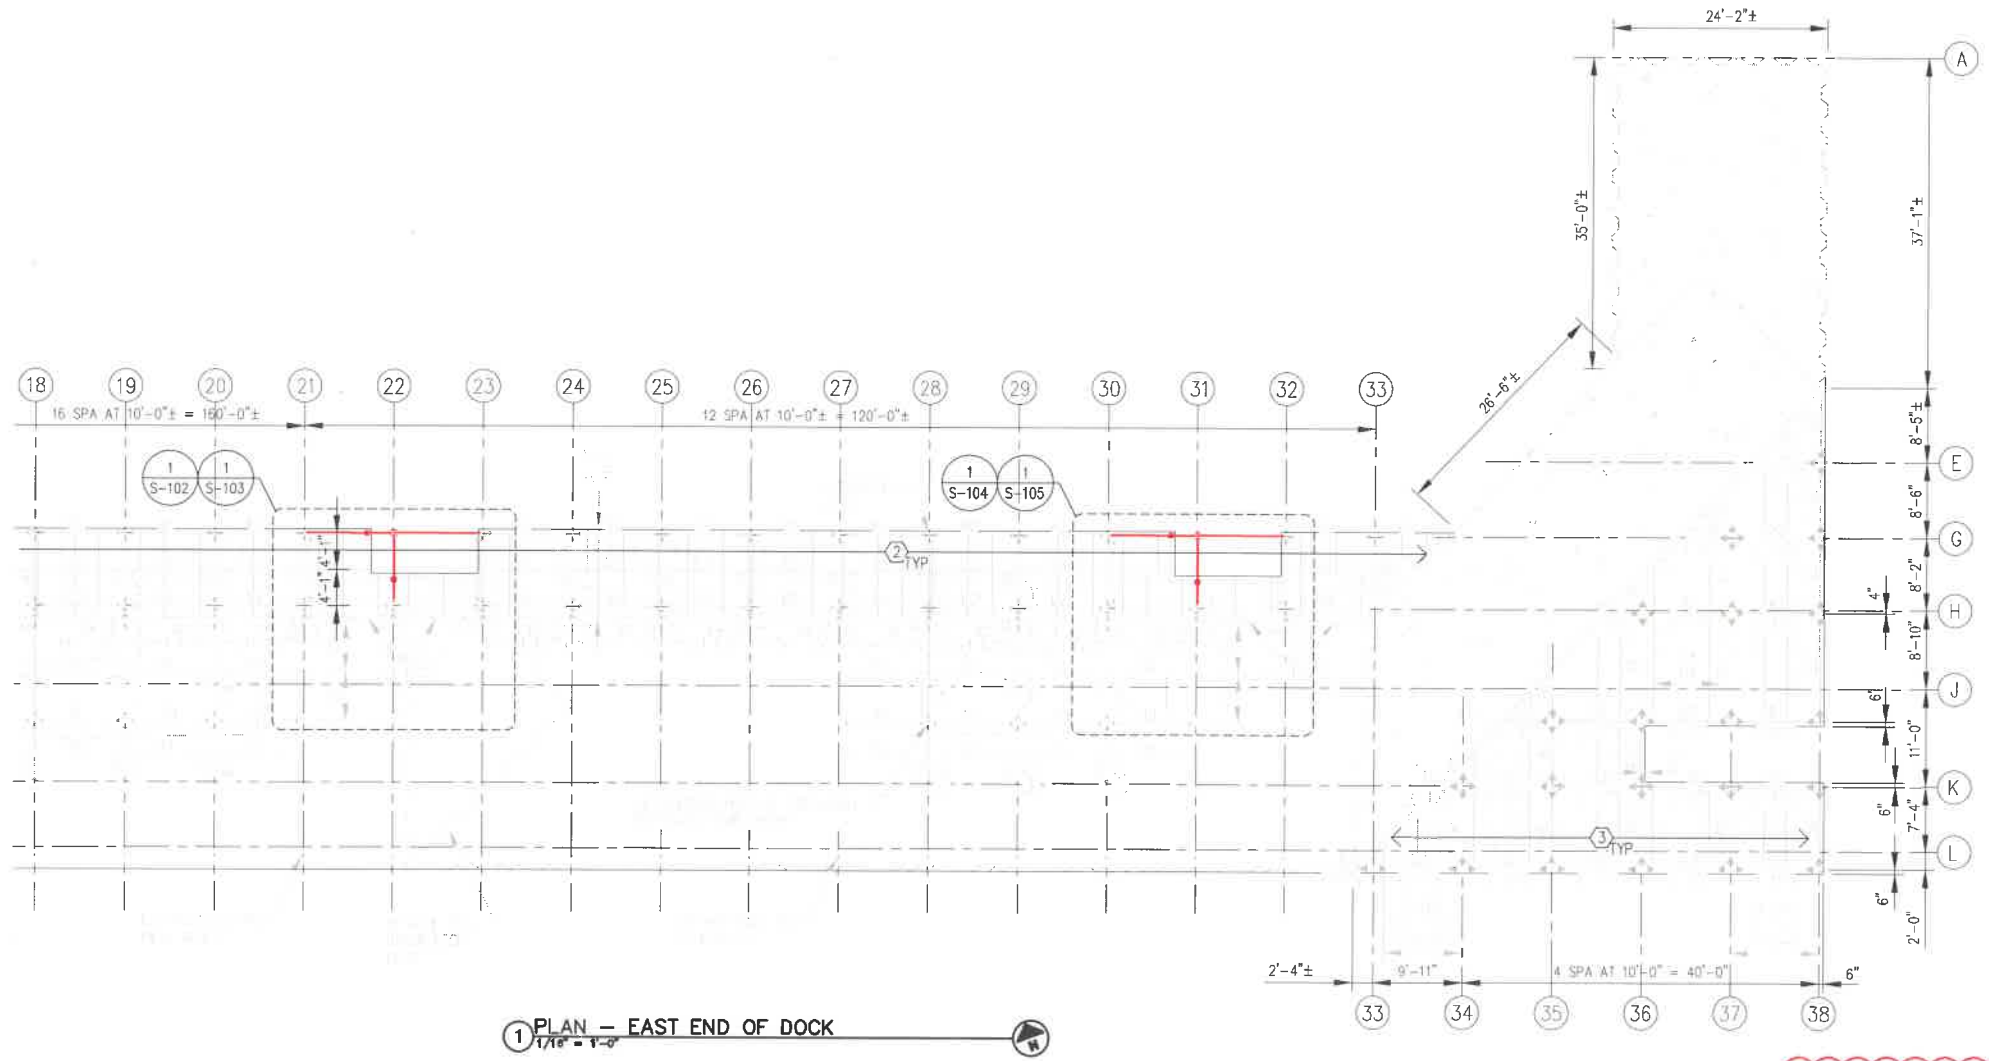 24'-2"±
A
35'-0"±
37'-1"±
26'-6"±
18 19 20 21 22 23 24 25 26 27 28 29 30 31 32 33
16 SPA AT 10'-0"± = 160'-0"±
12 SPA AT 10'-0"± = 120'-0"±
8'-5"±
E
1
S-102
1
S-103
1
S-104
1
S-105
8'-6"
G
4'-1"
4'-1"
2
TYP
8'-2"
4"
H
8'-10"
J
6"
11'-0"
K
6"
7'-4"
3
TYP
L
6"
2'-0"
2'-4"±
9'-11"
4 SPA AT 10'-0" = 40'-0"
6"
33 34 35 36 37 38
1
PLAN - EAST END OF DOCK
1/16" = 1'-0"
N